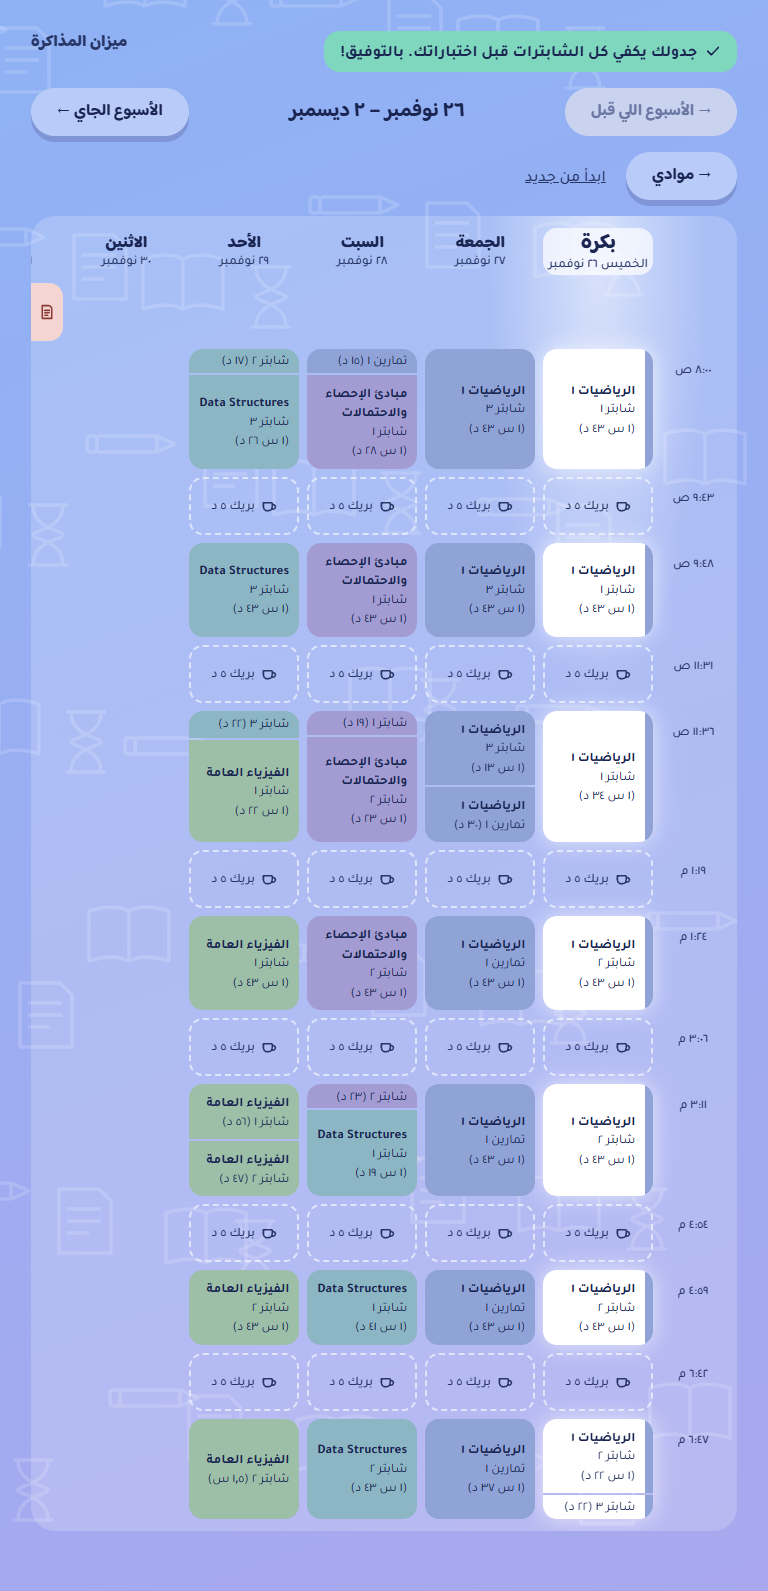 جدولك يكفي كل الشابترات قبل اختباراتك. بالتوفيق!
ميزان المذاكرة
→ الأسبوع اللي قبل
٢٦ نوفمبر – ٢ ديسمبر
الأسبوع الجاي ←
→ موادي
ابدأ من جديد
بكرة
الخميس ٢٦ نوفمبر
الجمعة
٢٧ نوفمبر
السبت
٢٨ نوفمبر
الأحد
٢٩ نوفمبر
الاثنين
٣٠ نوفمبر
٨:٠٠ ص
الرياضيات ١
شابتر ١
(١ س ٤٣ د)
الرياضيات ١
شابتر ٣
(١ س ٤٣ د)
تمارين ١ (١٥ د)
مبادئ الإحصاء
والاحتمالات
شابتر ١
(١ س ٢٨ د)
شابتر ٢ (١٧ د)
Data Structures
شابتر ٣
(١ س ٢٦ د)
٩:٤٣ ص
بريك ٥ د
بريك ٥ د
بريك ٥ د
بريك ٥ د
٩:٤٨ ص
الرياضيات ١
شابتر ١
(١ س ٤٣ د)
الرياضيات ١
شابتر ٣
(١ س ٤٣ د)
مبادئ الإحصاء
والاحتمالات
شابتر ١
(١ س ٤٣ د)
Data Structures
شابتر ٣
(١ س ٤٣ د)
١١:٣١ ص
بريك ٥ د
بريك ٥ د
بريك ٥ د
بريك ٥ د
١١:٣٦ ص
الرياضيات ١
شابتر ١
(١ س ٣٤ د)
الرياضيات ١
شابتر ٣
(١ س ١٣ د)
الرياضيات ١
تمارين ١ (٣٠ د)
شابتر ١ (١٩ د)
مبادئ الإحصاء
والاحتمالات
شابتر ٢
(١ س ٢٣ د)
شابتر ٣ (٢٢ د)
الفيزياء العامة
شابتر ١
(١ س ٢٢ د)
١:١٩ م
بريك ٥ د
بريك ٥ د
بريك ٥ د
بريك ٥ د
١:٢٤ م
الرياضيات ١
شابتر ٢
(١ س ٤٣ د)
الرياضيات ١
تمارين ١
(١ س ٤٣ د)
مبادئ الإحصاء
والاحتمالات
شابتر ٢
(١ س ٤٣ د)
الفيزياء العامة
شابتر ١
(١ س ٤٣ د)
٣:٠٦ م
بريك ٥ د
بريك ٥ د
بريك ٥ د
بريك ٥ د
٣:١١ م
الرياضيات ١
شابتر ٢
(١ س ٤٣ د)
الرياضيات ١
تمارين ١
(١ س ٤٣ د)
شابتر ٢ (٢٣ د)
Data Structures
شابتر ١
(١ س ١٩ د)
الفيزياء العامة
شابتر ١ (٥٦ د)
الفيزياء العامة
شابتر ٢ (٤٧ د)
٤:٥٤ م
بريك ٥ د
بريك ٥ د
بريك ٥ د
بريك ٥ د
٤:٥٩ م
الرياضيات ١
شابتر ٢
(١ س ٤٣ د)
الرياضيات ١
تمارين ١
(١ س ٤٣ د)
Data Structures
شابتر ١
(١ س ٤١ د)
الفيزياء العامة
شابتر ٢
(١ س ٤٣ د)
٦:٤٢ م
بريك ٥ د
بريك ٥ د
بريك ٥ د
بريك ٥ د
٦:٤٧ م
الرياضيات ١
شابتر ٢
(١ س ٢٢ د)
شابتر ٣ (٢٢ د)
الرياضيات ١
تمارين ١
(١ س ٣٧ د)
Data Structures
شابتر ٢
(١ س ٤٣ د)
الفيزياء العامة
شابتر ٢ (١٫٥ س)